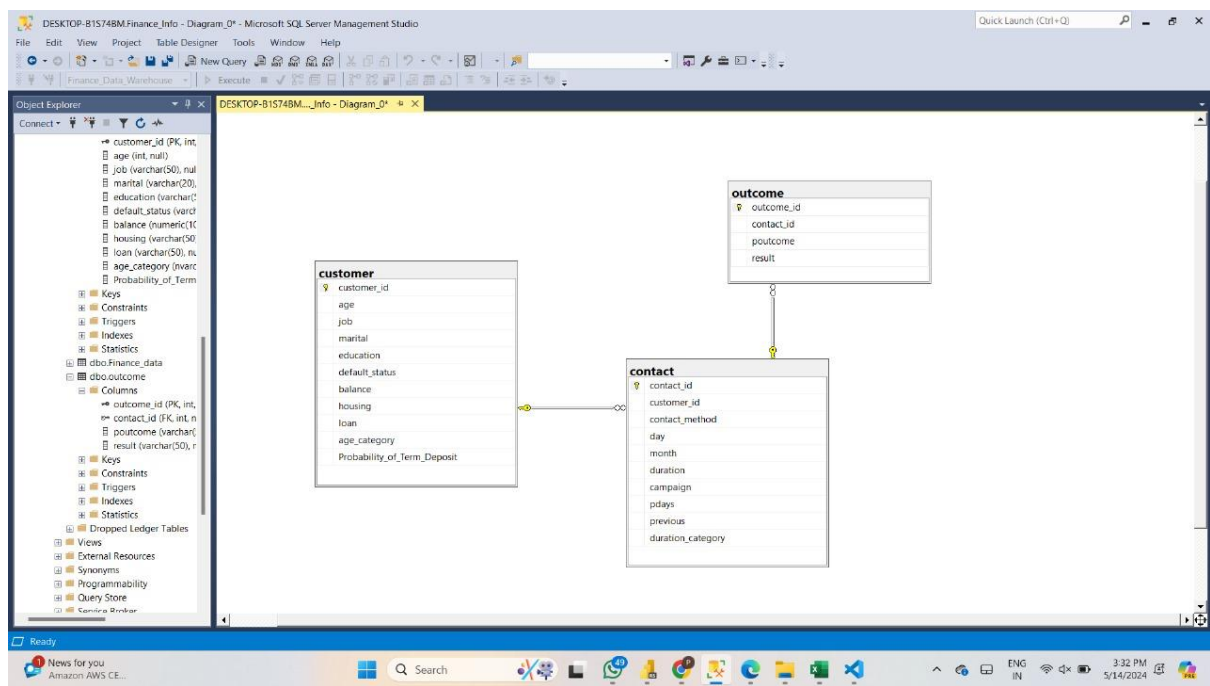 DESKTOP-B1S74BM.Finance_Info - Diagram_0* - Microsoft SQL Server Management Studio
Quick Launch (Ctrl+Q)
File Edit View Project Table Designer Tools Window Help
New Query
Finance_Data_Warehouse Execute
Object Explorer
DESKTOP-B1S74BM...._Info - Diagram_0*
Connect
customer_id (PK, int,
age (int, null)
job (varchar(50), nul
marital (varchar(20),
education (varchar(
default_status (varch
balance (numeric(1
housing (varchar(50
loan (varchar(50), nu
age_category (nvarc
Probability_of_Term
Keys
Constraints
Triggers
Indexes
Statistics
dbo.Finance_data
dbo.outcome
Columns
outcome_id (PK, int,
contact_id (FK, int, n
poutcome (varchar(
result (varchar(50), r
Keys
Constraints
Triggers
Indexes
Statistics
Dropped Ledger Tables
Views
External Resources
Synonyms
Programmability
Query Store
Service Broker
customer
customer_id
age
job
marital
education
default_status
balance
housing
loan
age_category
Probability_of_Term_Deposit
outcome
outcome_id
contact_id
poutcome
result
contact
contact_id
customer_id
contact_method
day
month
duration
campaign
pdays
previous
duration_category
Ready
News for you
Amazon AWS CE...
Search
49
ENG
IN
3:32 PM
5/14/2024